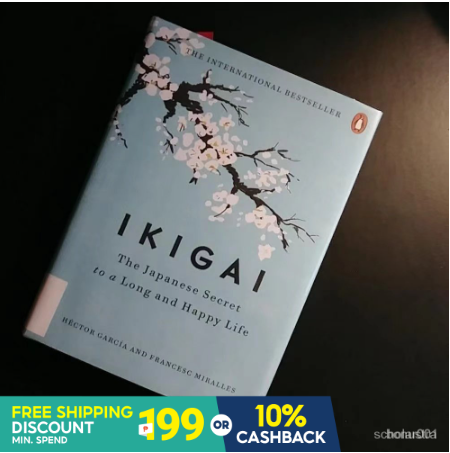 THE INTERNATIONAL BESTSELLER
IKIGAI
The Japanese Secret
to a Long and Happy Life
HÉCTOR GARCÍA AND FRANCESC MIRALLES
FREE SHIPPING
DISCOUNT
MIN. SPEND
₱199
OR
10%
CASHBACK